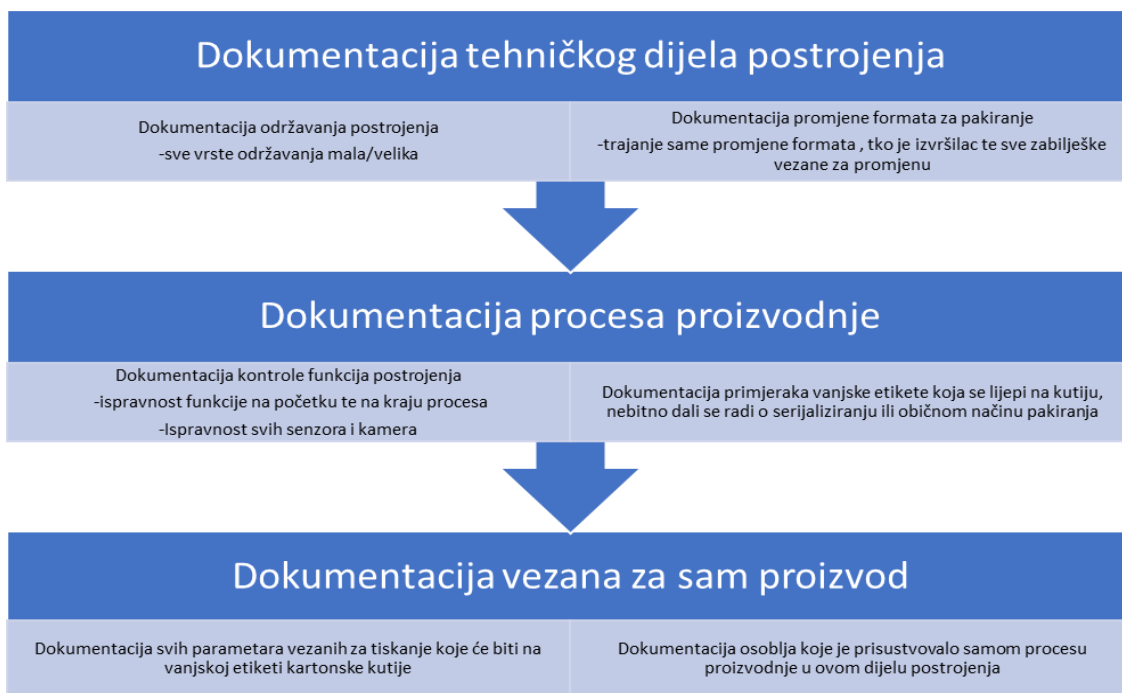 Dokumentacija tehničkog dijela postrojenja
Dokumentacija održavanja postrojenja
-sve vrste održavanja mala/velika
Dokumentacija promjene formata za pakiranje
-trajanje same promjene formata , tko je izvršilac te sve zabilješke
vezane za promjenu
Dokumentacija procesa proizvodnje
Dokumentacija kontrole funkcija postrojenja
-ispravnost funkcije na početku te na kraju procesa
-Ispravnost svih senzora i kamera
Dokumentacija primjeraka vanjske etikete koja se lijepi na kutiju,
nebitno dali se radi o serijaliziranju ili običnom načinu pakiranja
Dokumentacija vezana za sam proizvod
Dokumentacija svih parametara vezanih za tiskanje koje će biti na
vanjskoj etiketi kartonske kutije
Dokumentacija osoblja koje je prisustvovalo samom procesu
proizvodnje u ovom dijelu postrojenja